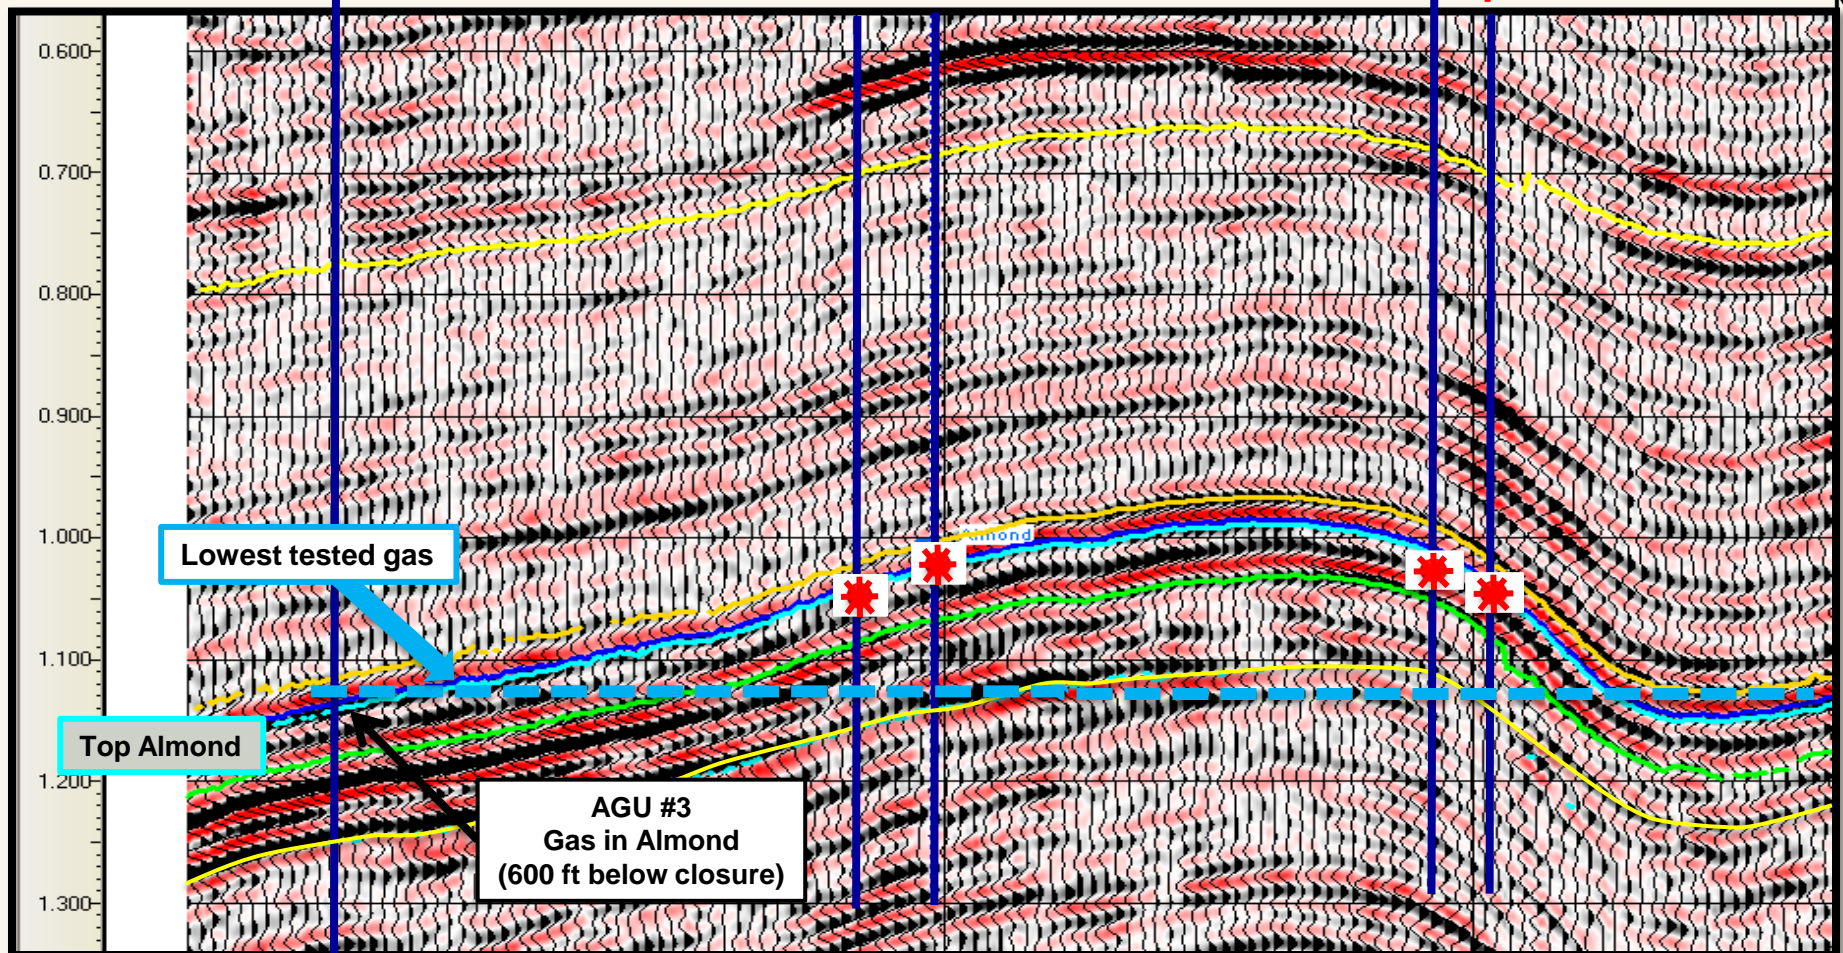 0.600
0.700
0.800
0.900
1.000
1.100
1.200
1.300
Almond
Lowest tested gas
Top Almond
AGU #3
Gas in Almond
(600 ft below closure)